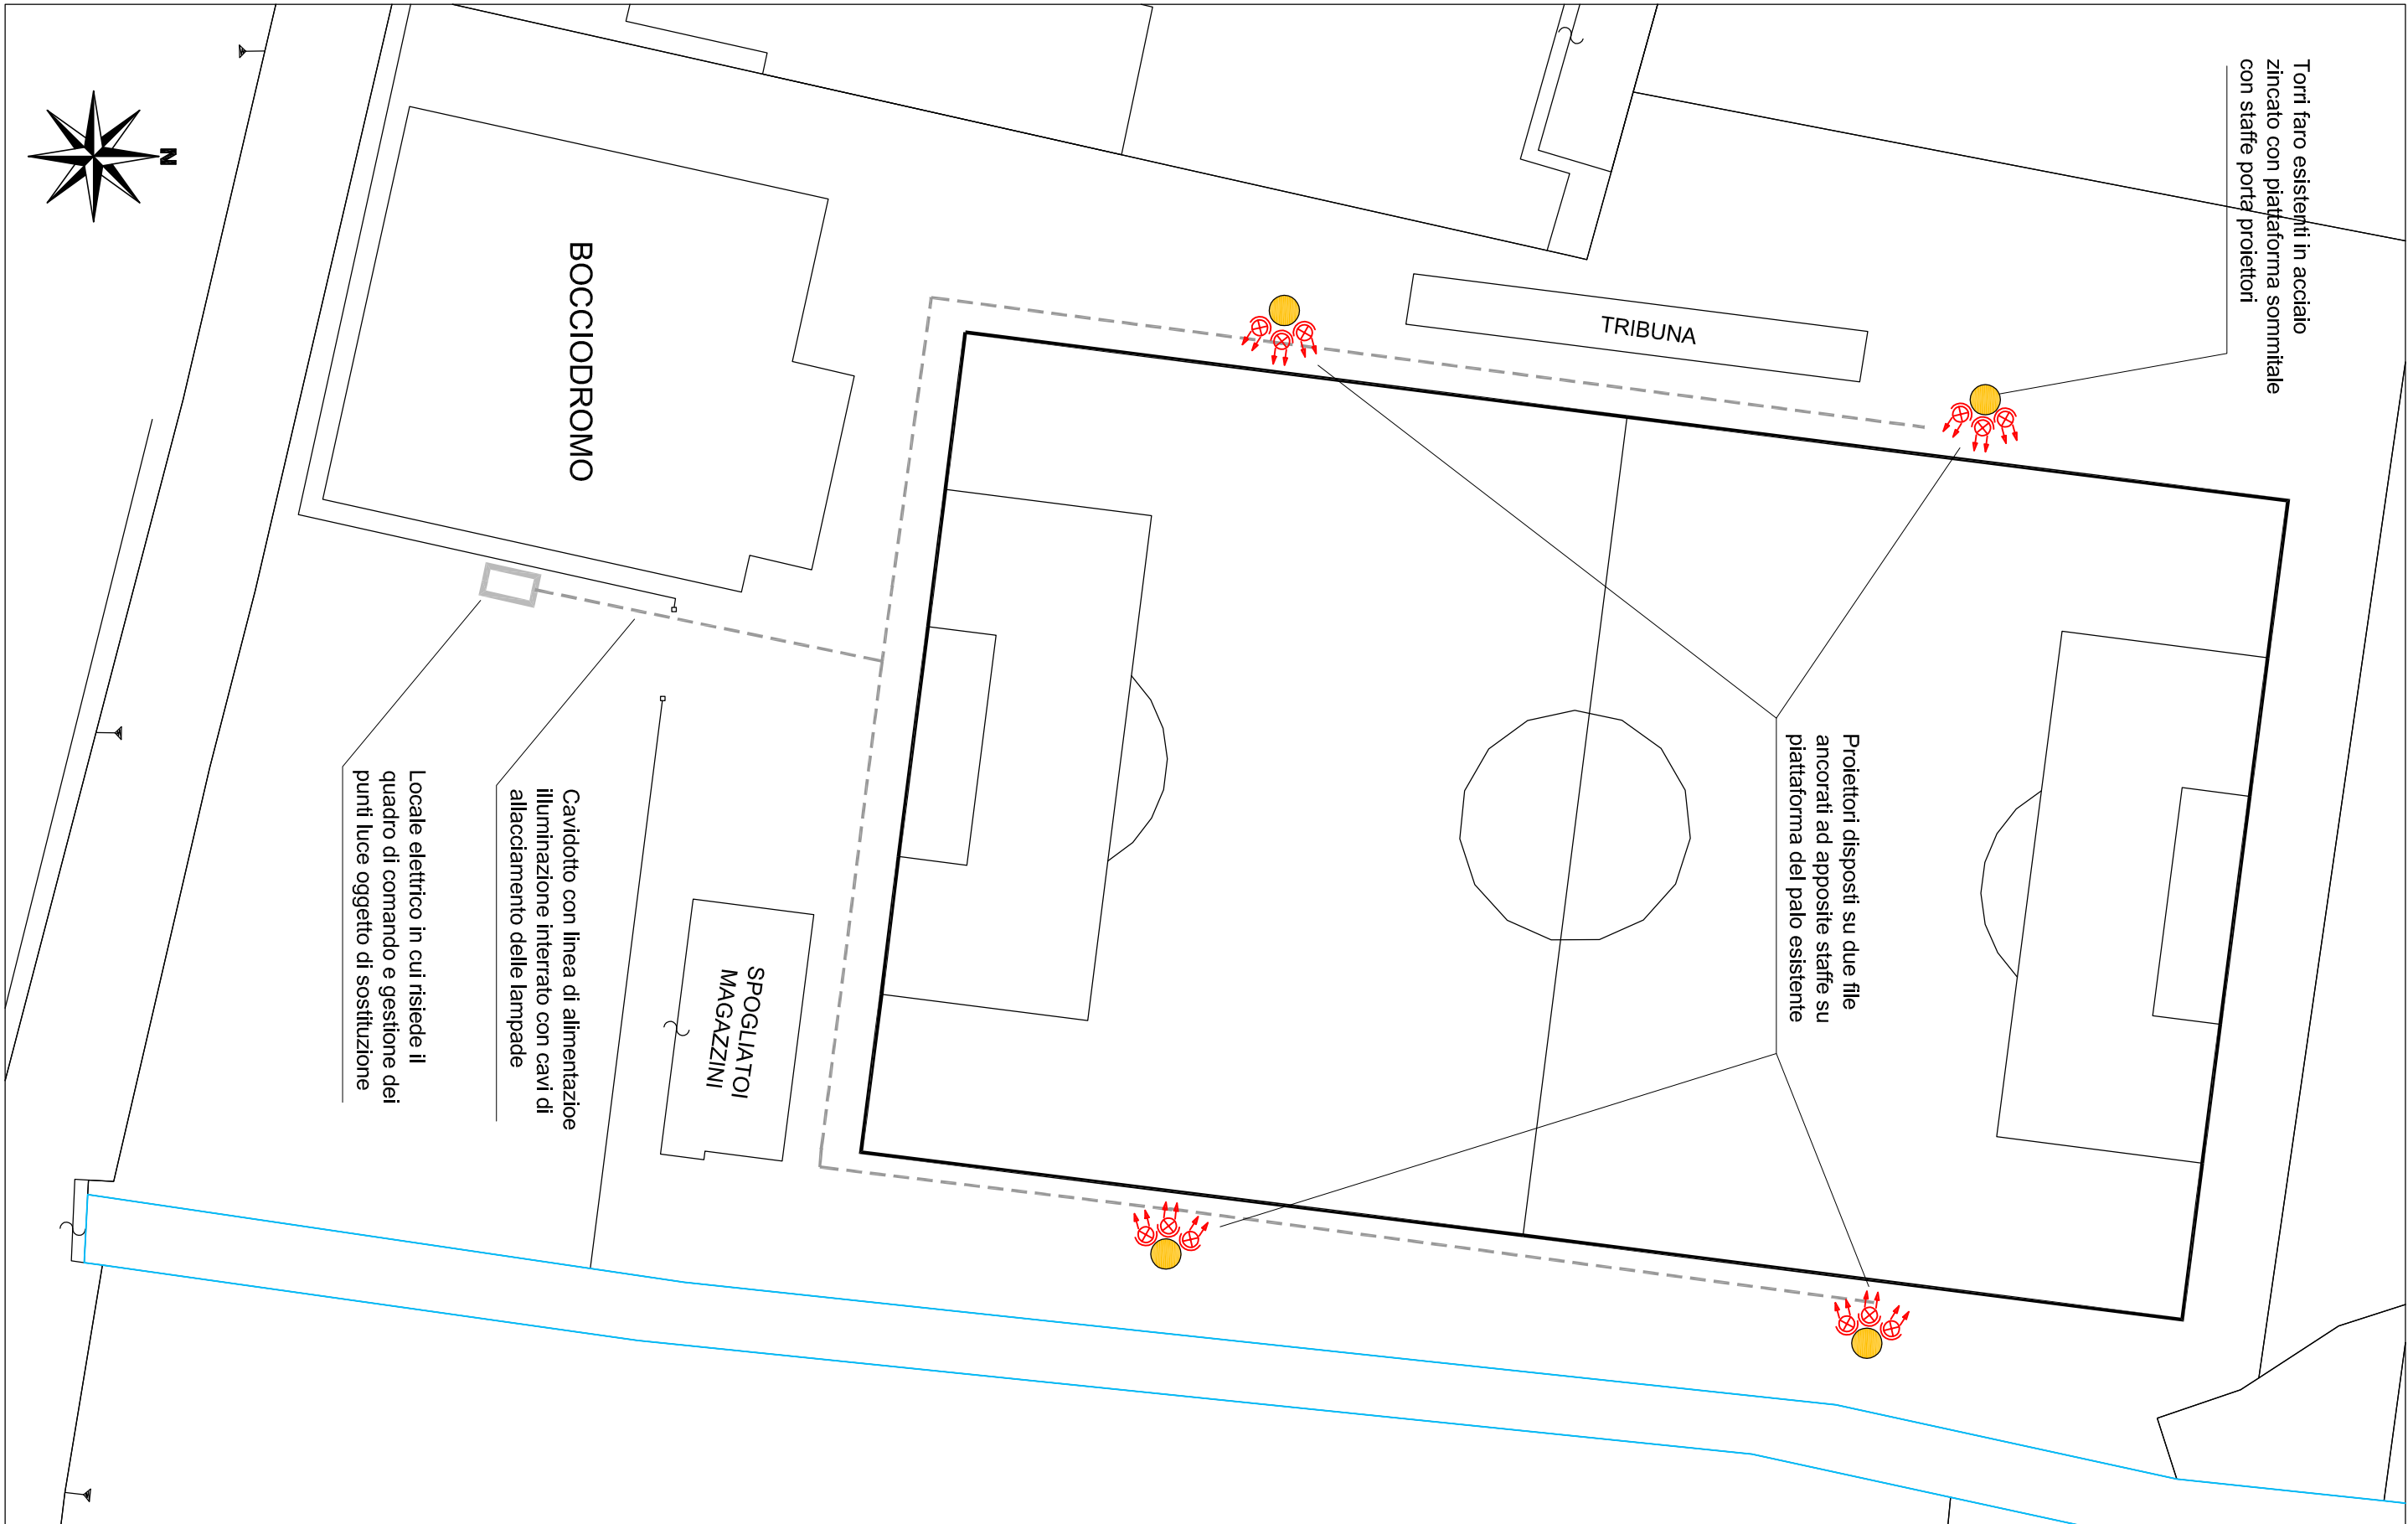 Torri faro esistenti in acciaio
zincato con piattaforma sommitale
con staffe porta proiettori
N
BOCCIODROMO
TRIBUNA
Proiettori disposti su due file
ancorati ad apposite staffe su
piattaforma del palo esistente
SPOGLIATOI
MAGAZZINI
Cavidotto con linea di alimentazioe
illuminazione interrato con cavi di
allacciamento delle lampade
Locale elettrico in cui risiede il
quadro di comando e gestione dei
punti luce oggetto di sostituzione